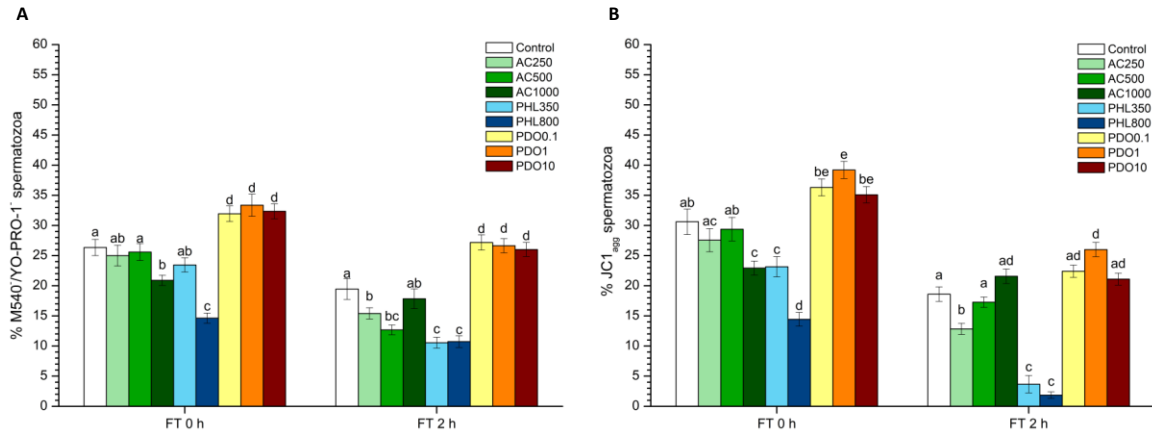 A
% M540⁻/YO-PRO-1⁻ spermatozoa
60
55
50
45
40
35
30
25
20
15
10
5
0
Control
AC250
AC500
AC1000
PHL350
PHL800
PDO0.1
PDO1
PDO10
a ab a b ab c d d d
a b bc ab c c d d d
FT 0 h FT 2 h
B
% JC1agg spermatozoa
60
55
50
45
40
35
30
25
20
15
10
5
0
Control
AC250
AC500
AC1000
PHL350
PHL800
PDO0.1
PDO1
PDO10
ab ac ab c c d be e be
a b a ad c c ad d ad
FT 0 h FT 2 h